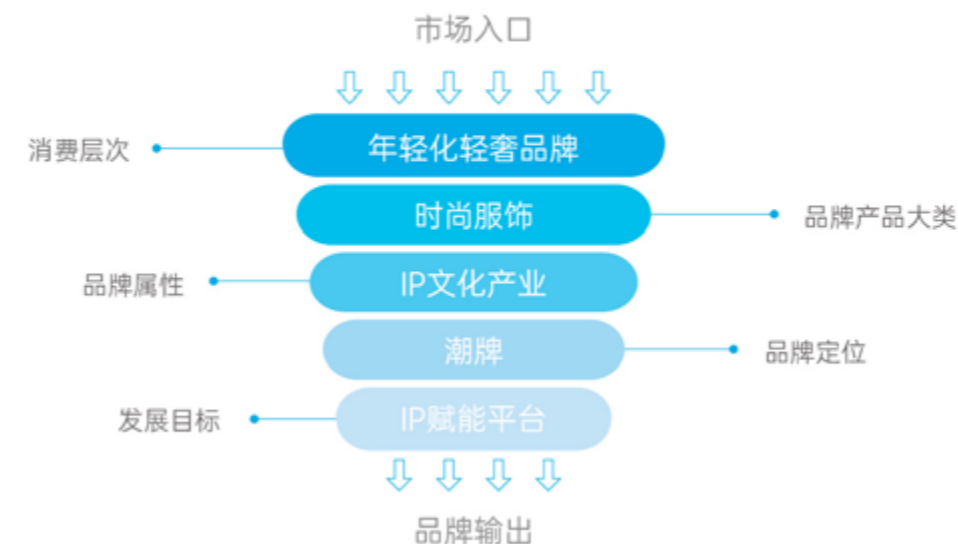 市场入口
消费层次
年轻化轻奢品牌
时尚服饰
品牌产品大类
品牌属性
IP文化产业
潮牌
品牌定位
发展目标
IP赋能平台
品牌输出